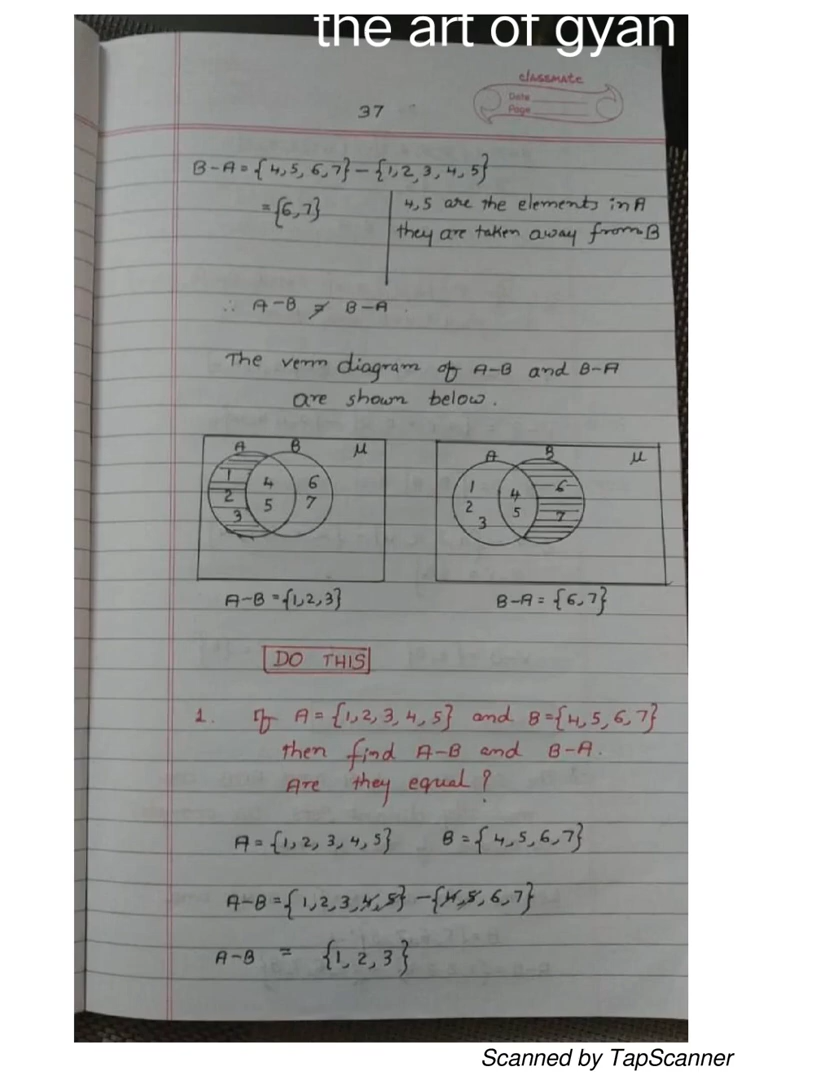 the art of gyan
classmate
Date
Page
37
B-A = {4, 5, 6, 7} - {1, 2, 3, 4, 5}
= {6, 7}
4, 5 are the elements in A
they are taken away from B
∴ A-B ≠ B-A
The venn diagram of A-B and B-A
are shown below.
A B μ
1 2 3 4 5 6 7
A-B = {1, 2, 3}
A B μ
1 2 3 4 5 6 7
B-A = {6, 7}
DO THIS
1. If A = {1, 2, 3, 4, 5} and B = {4, 5, 6, 7}
then find A-B and B-A.
Are they equal?
A = {1, 2, 3, 4, 5} B = {4, 5, 6, 7}
A-B = {1, 2, 3, 4, 5} - {4, 5, 6, 7}
A-B = {1, 2, 3}
Scanned by TapScanner